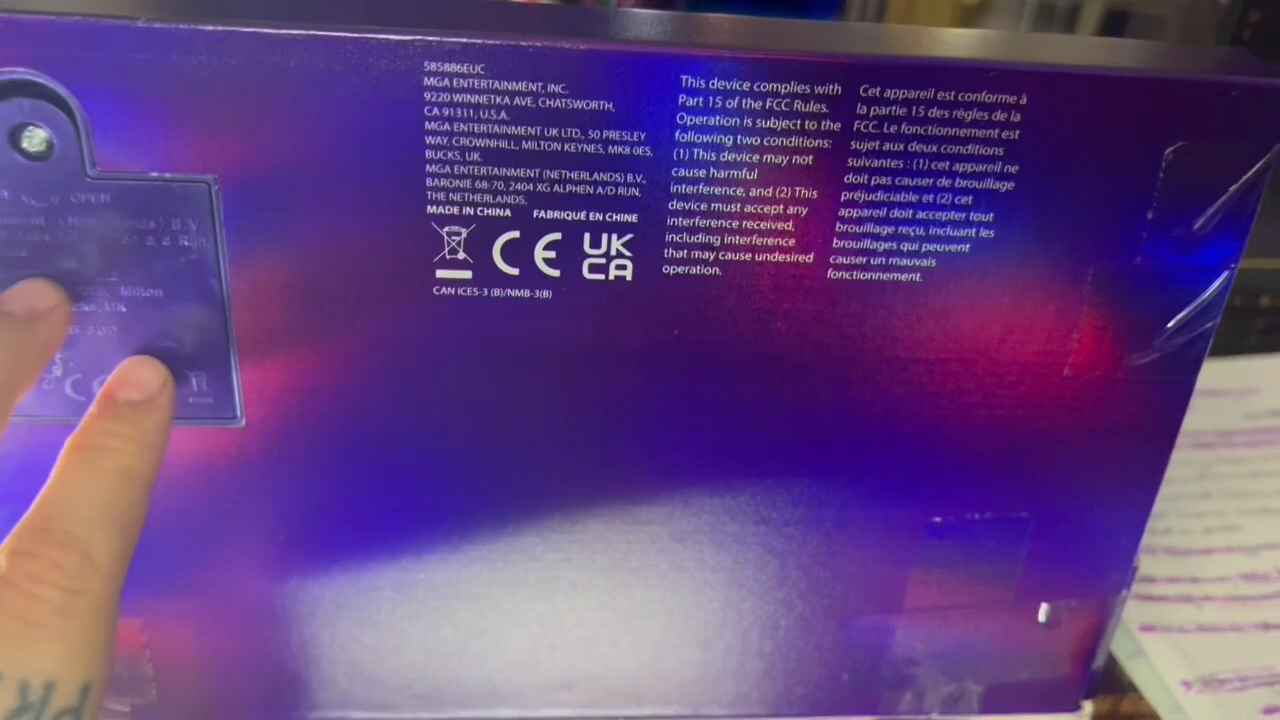 585886EUC
MGA ENTERTAINMENT, INC.
9220 WINNETKA AVE, CHATSWORTH,
CA 91311, U.S.A.
MGA ENTERTAINMENT UK LTD., 50 PRESLEY
WAY, CROWNHILL, MILTON KEYNES, MK8 0ES,
BUCKS, UK.
MGA ENTERTAINMENT (NETHERLANDS) B.V.,
BARONIE 68-70, 2404 XG ALPHEN A/D RIJN,
THE NETHERLANDS.
MADE IN CHINA FABRIQUÉ EN CHINE
CE UK
CA
CAN ICES-3 (B)/NMB-3(B)
This device complies with
Part 15 of the FCC Rules.
Operation is subject to the
following two conditions:
(1) This device may not
cause harmful
interference, and (2) This
device must accept any
interference received,
including interference
that may cause undesired
operation.
Cet appareil est conforme à
la partie 15 des règles de la
FCC. Le fonctionnement est
sujet aux deux conditions
suivantes : (1) cet appareil ne
doit pas causer de brouillage
préjudiciable et (2) cet
appareil doit accepter tout
brouillage reçu, incluant les
brouillages qui peuvent
causer un mauvais
fonctionnement.
OPEN
B.V.
Rijn,
Milton
UK
PR